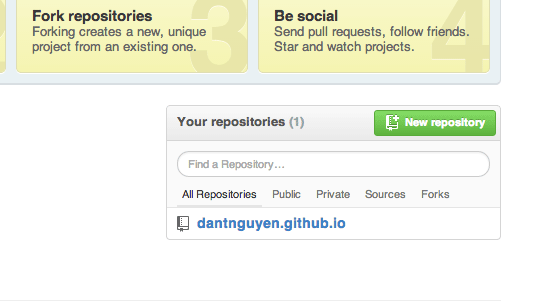 Fork repositories
Forking creates a new, unique
project from an existing one.
3
Be social
Send pull requests, follow friends.
Star and watch projects.
4
Your repositories (1)
New repository
Find a Repository...
All Repositories Public Private Sources Forks
dantnguyen.github.io